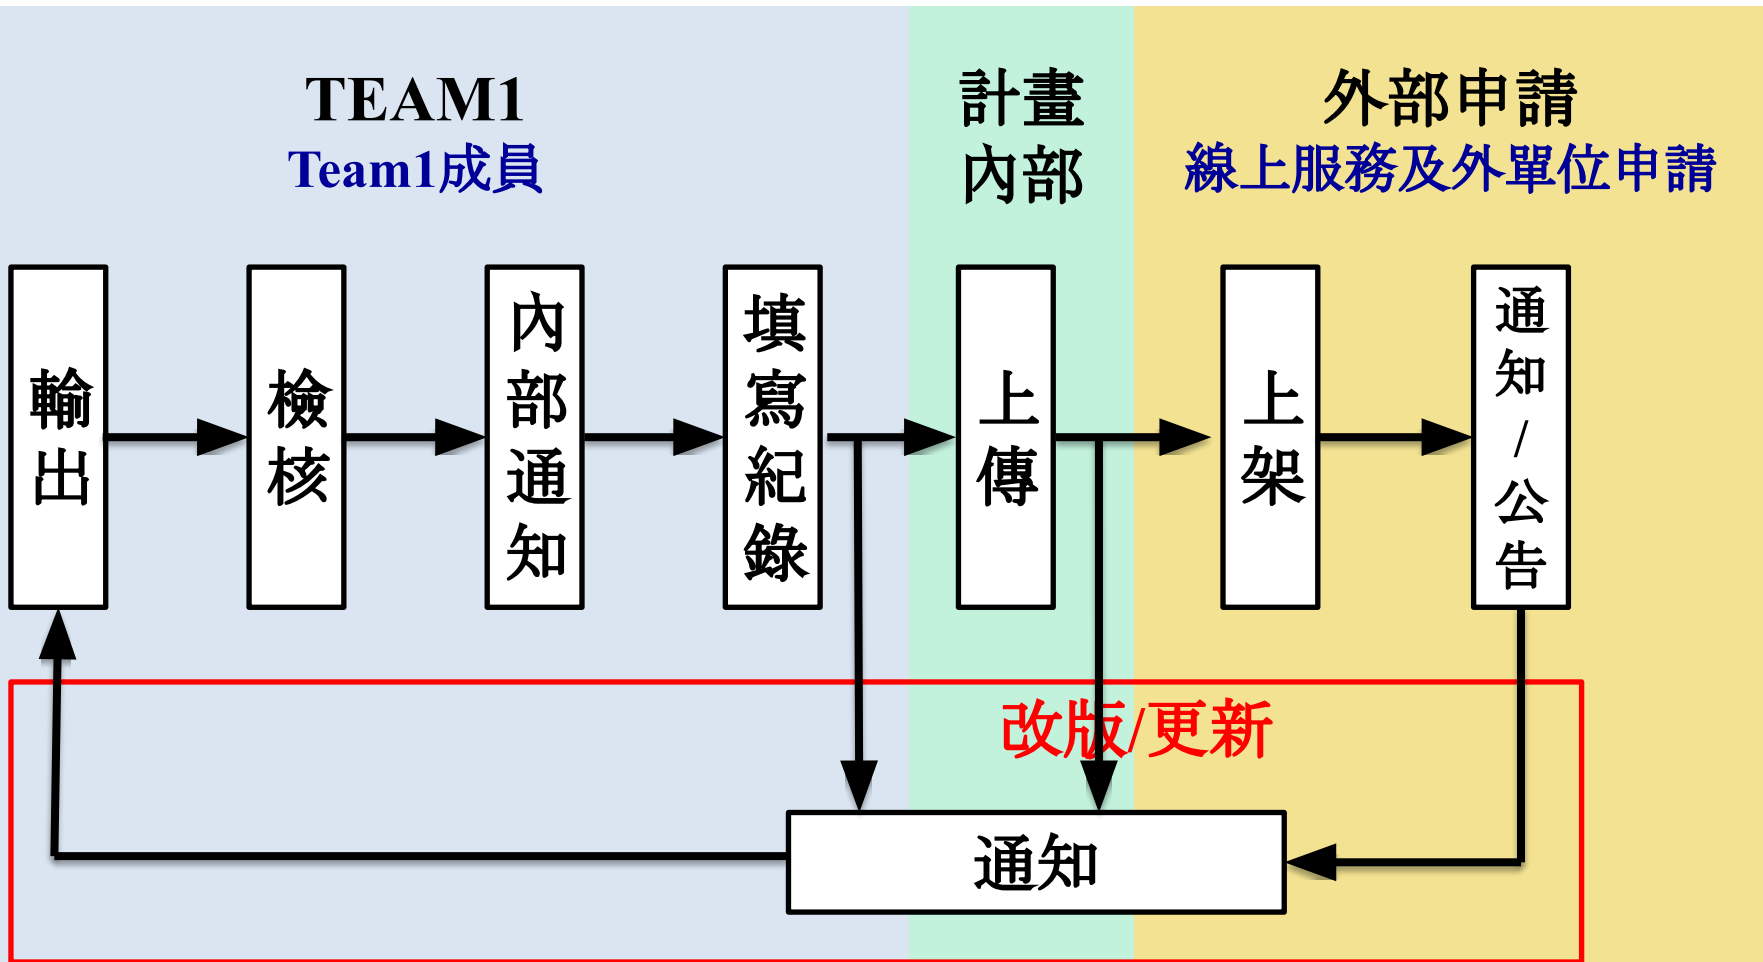 TEAM1
Team1成員
計畫
內部
外部申請
線上服務及外單位申請
輸出
檢核
內部通知
填寫紀錄
上傳
上架
通知/公告
改版/更新
通知